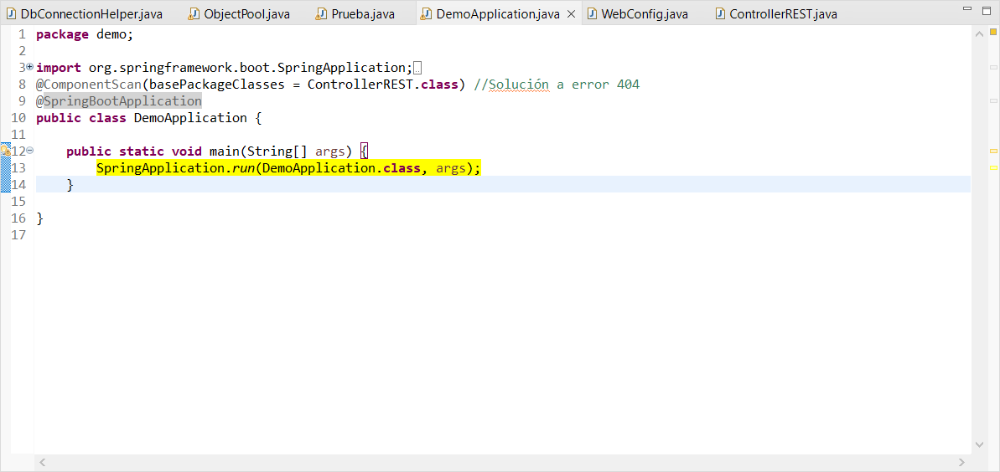 DbConnectionHelper.java ObjectPool.java Prueba.java DemoApplication.java WebConfig.java ControllerREST.java
1 package demo;
2
3 import org.springframework.boot.SpringApplication;
8 @ComponentScan(basePackageClasses = ControllerREST.class) //Solución a error 404
9 @SpringBootApplication
10 public class DemoApplication {
11
12 public static void main(String[] args) {
13 SpringApplication.run(DemoApplication.class, args);
14 }
15
16 }
17